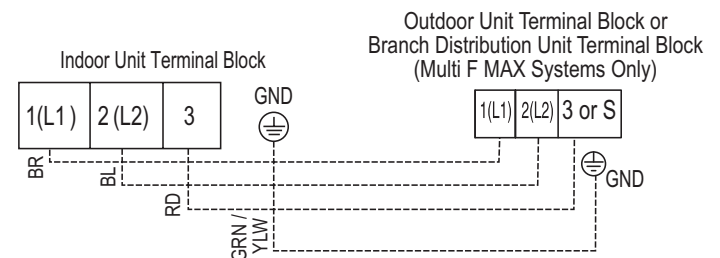 Outdoor Unit Terminal Block or
Branch Distribution Unit Terminal Block
(Multi F MAX Systems Only)
Indoor Unit Terminal Block
1(L1 )
2 (L2)
3
GND
1(L1)
2(L2)
3 or S
GND
BR
BL
RD
GRN /
YLW